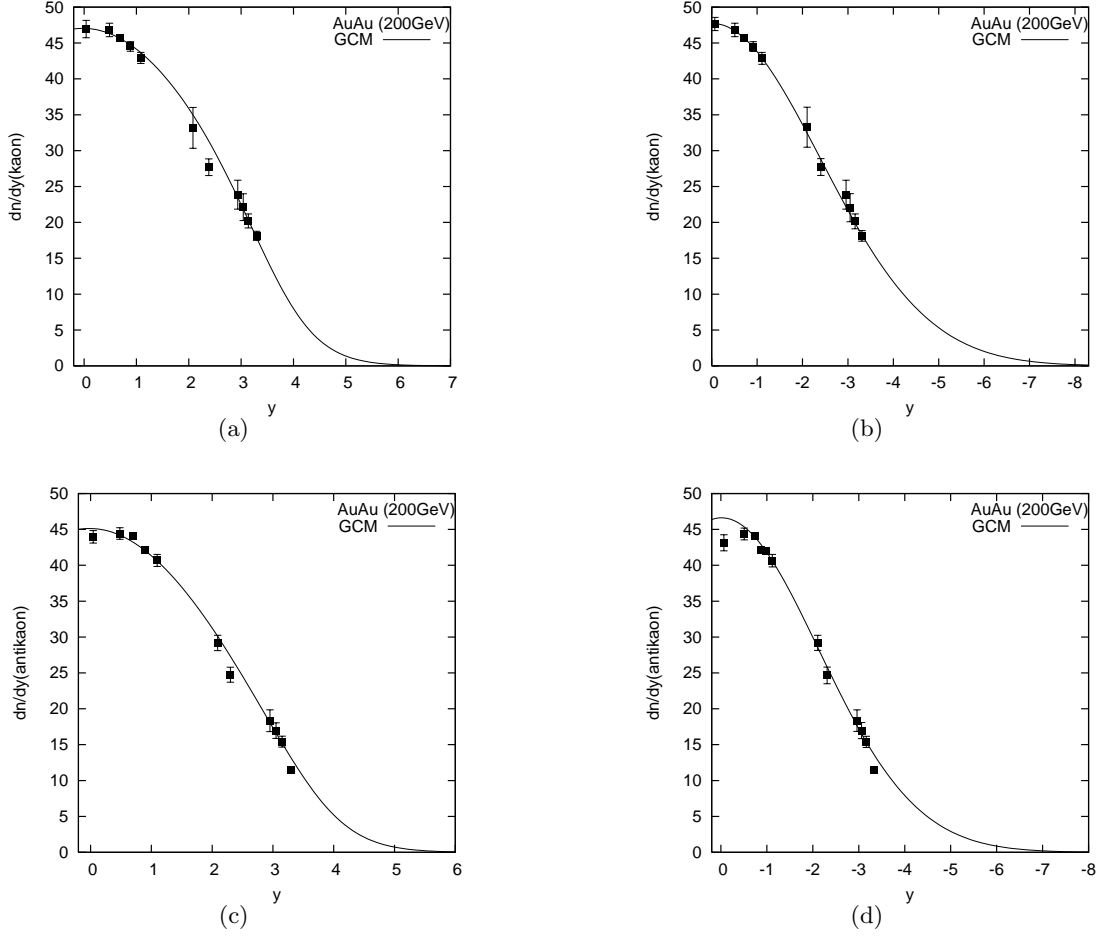 AuAu (200GeV)
GCM
dn/dy(kaon)
50
45
40
35
30
25
20
15
10
5
0
0 1 2 3 4 5 6 7
y
(a)
AuAu (200GeV)
GCM
dn/dy(kaon)
50
45
40
35
30
25
20
15
10
5
0
0 -1 -2 -3 -4 -5 -6 -7 -8
y
(b)
AuAu (200GeV)
GCM
dn/dy(antikaon)
50
45
40
35
30
25
20
15
10
5
0
0 1 2 3 4 5 6
y
(c)
AuAu (200GeV)
GCM
dn/dy(antikaon)
50
45
40
35
30
25
20
15
10
5
0
0 -1 -2 -3 -4 -5 -6 -7 -8
y
(d)